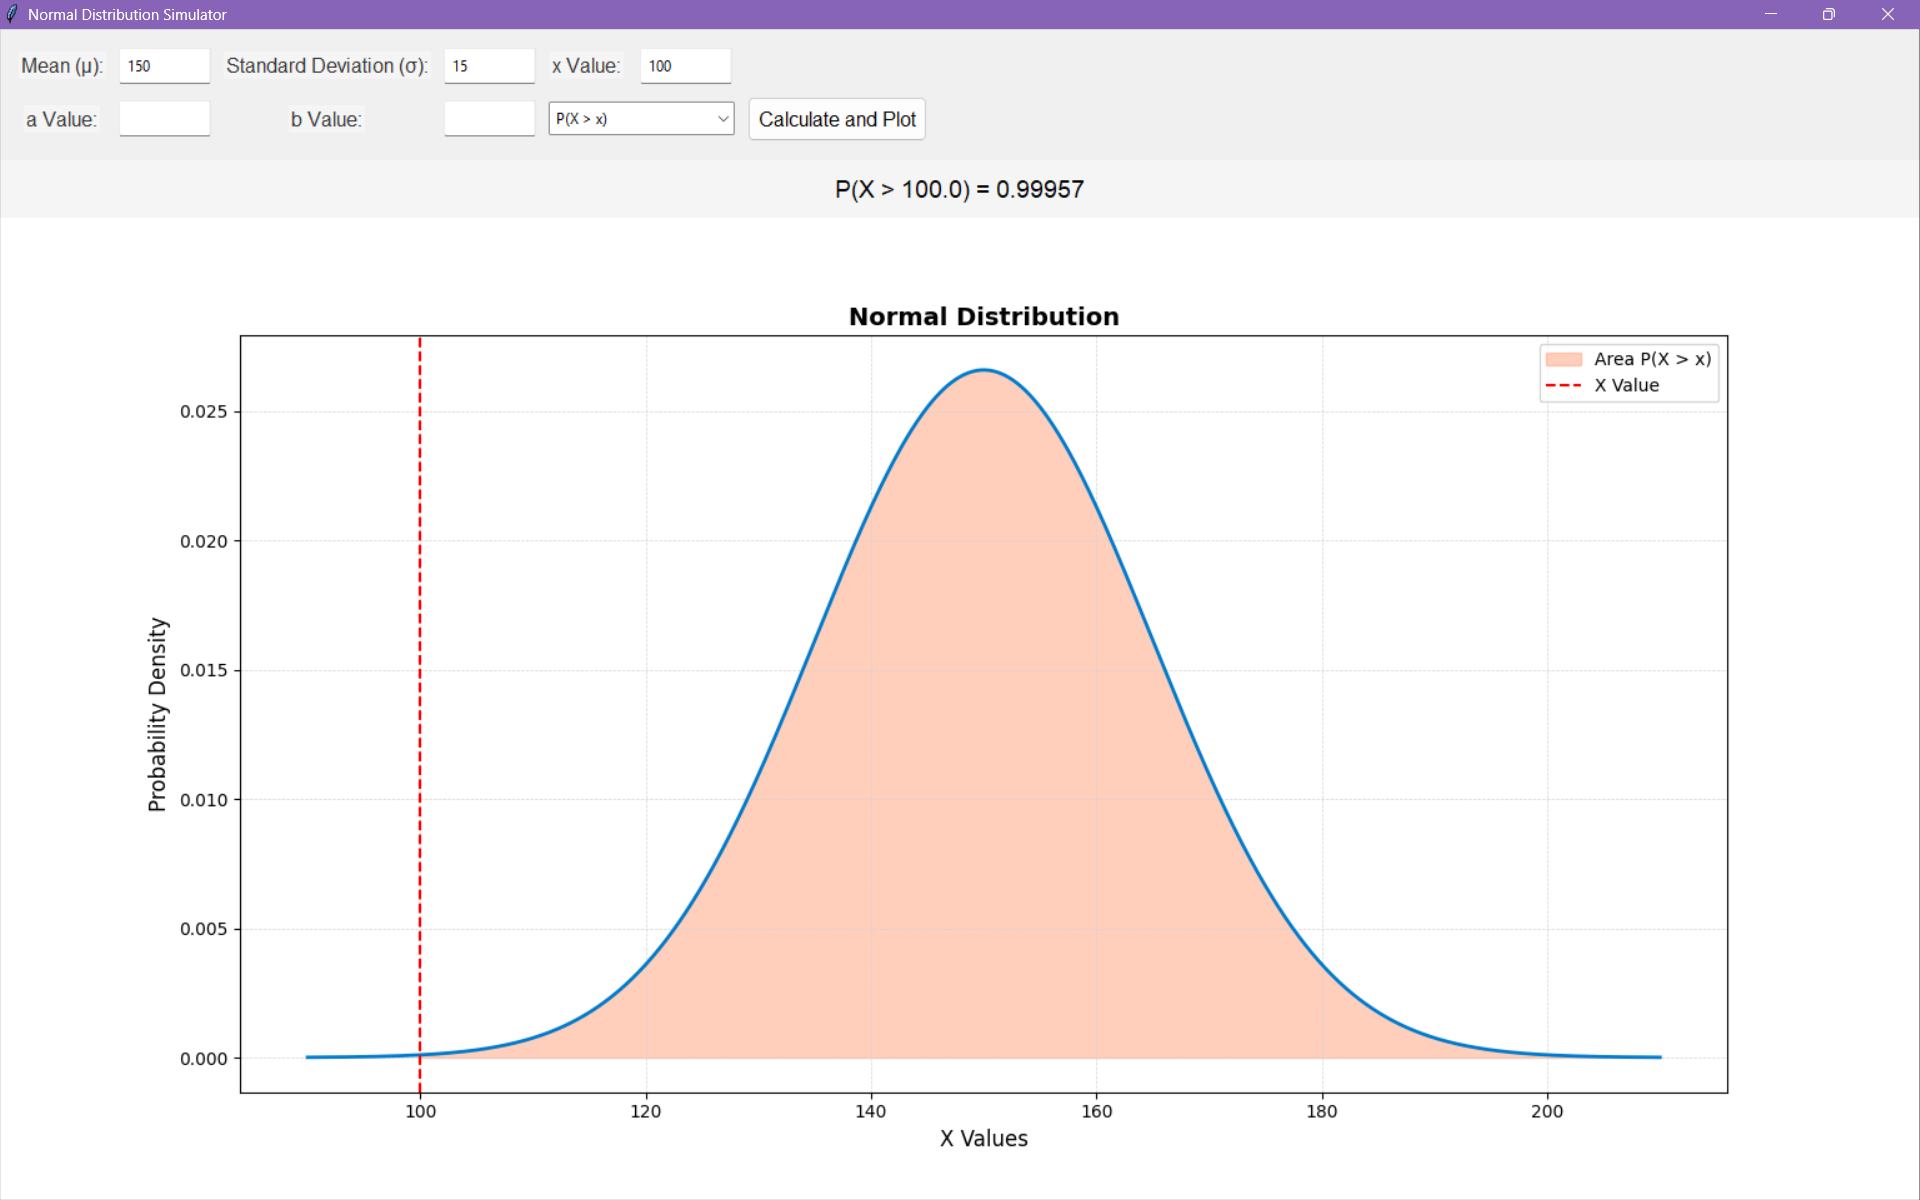 Normal Distribution Simulator
Mean (μ): 150 Standard Deviation (σ): 15 x Value: 100
a Value: b Value: P(X > x) Calculate and Plot
P(X > 100.0) = 0.99957
Normal Distribution
Area P(X > x)
X Value
0.025
0.020
0.015
0.010
0.005
0.000
Probability Density
100 120 140 160 180 200
X Values